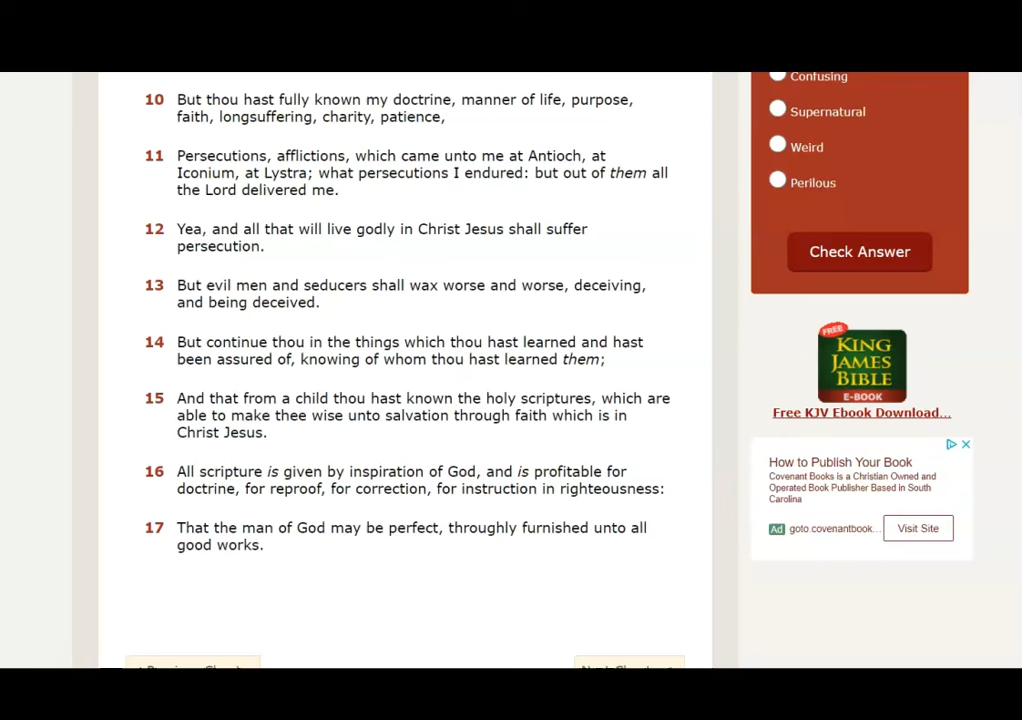 10 But thou hast fully known my doctrine, manner of life, purpose,
faith, longsuffering, charity, patience,
11 Persecutions, afflictions, which came unto me at Antioch, at
Iconium, at Lystra; what persecutions I endured: but out of them all
the Lord delivered me.
12 Yea, and all that will live godly in Christ Jesus shall suffer
persecution.
13 But evil men and seducers shall wax worse and worse, deceiving,
and being deceived.
14 But continue thou in the things which thou hast learned and hast
been assured of, knowing of whom thou hast learned them;
15 And that from a child thou hast known the holy scriptures, which are
able to make thee wise unto salvation through faith which is in
Christ Jesus.
16 All scripture is given by inspiration of God, and is profitable for
doctrine, for reproof, for correction, for instruction in righteousness:
17 That the man of God may be perfect, throughly furnished unto all
good works.
Confusing
Supernatural
Weird
Perilous
Check Answer
FREE
KING
JAMES
BIBLE
E-BOOK
Free KJV Ebook Download...
How to Publish Your Book
Covenant Books is a Christian Owned and
Operated Book Publisher Based in South
Carolina
Ad goto.covenantbook...
Visit Site